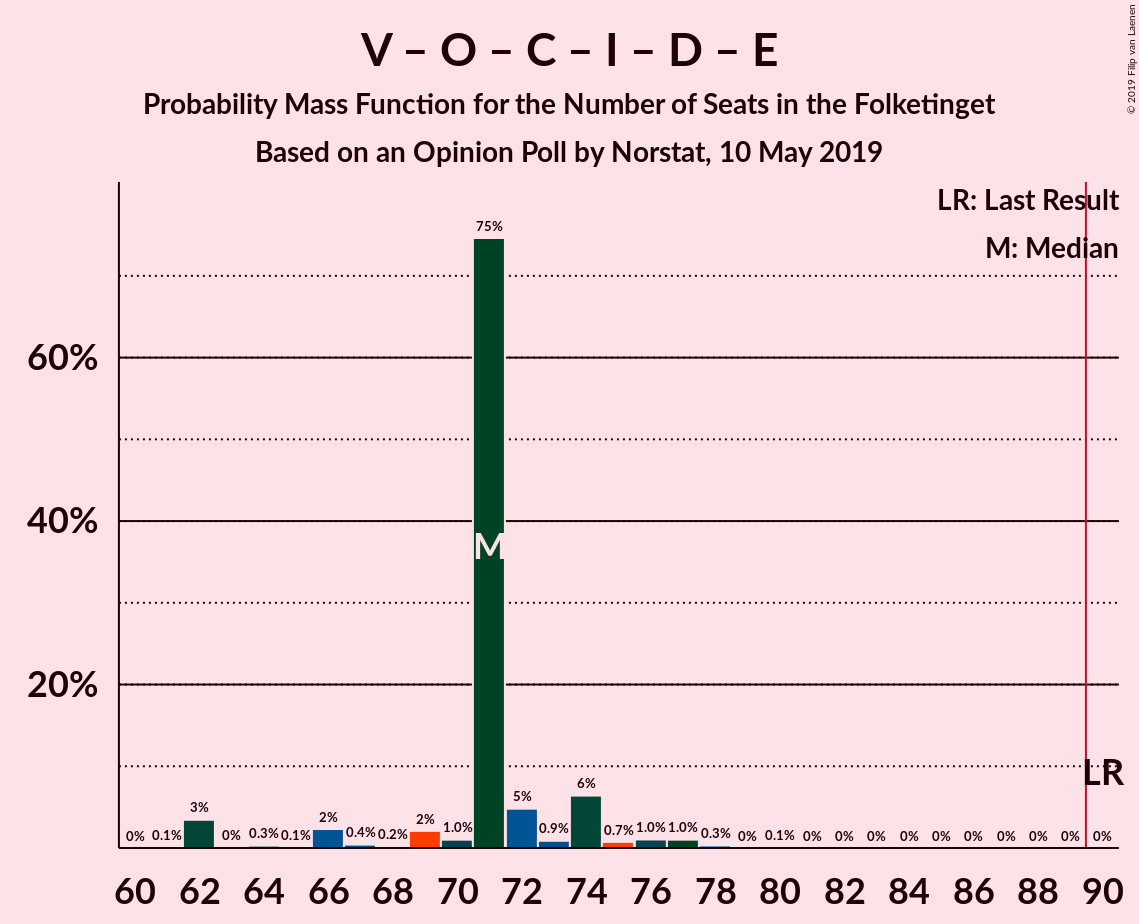 V – O – C – I – D – E
Probability Mass Function for the Number of Seats in the Folketinget
Based on an Opinion Poll by Norstat, 10 May 2019
© 2019 Filip van Laenen
LR: Last Result
M: Median
75%
60%
40%
M
20%
LR
0% 0.1% 3% 0% 0.3% 0.1% 2% 0.4% 0.2% 2% 1.0% 5% 0.9% 6% 0.7% 1.0% 1.0% 0.3% 0% 0.1% 0% 0% 0% 0% 0% 0% 0% 0% 0% 0%
60 62 64 66 68 70 72 74 76 78 80 82 84 86 88 90